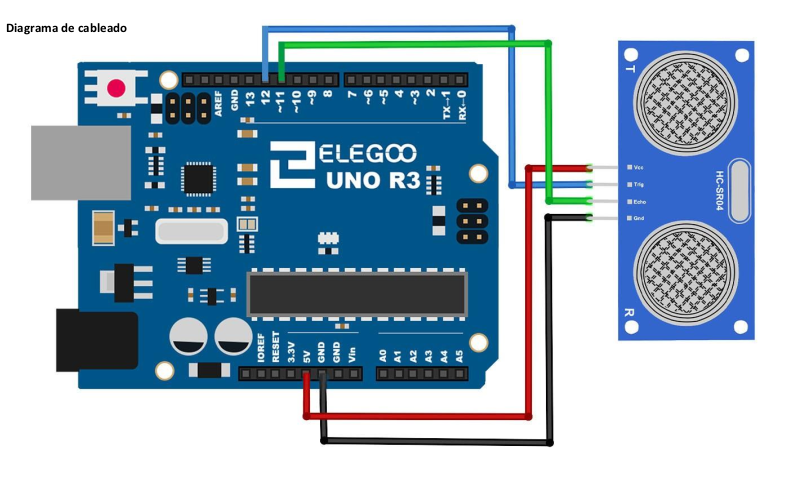 Diagrama de cableado
AREF
GND
13
12
~11
~10
~9
8
7
~6
~5
4
~3
2
TX→1
RX←0
ELEGOO
UNO R3
IOREF
RESET
3.3V
5V
GND
GND
Vin
A0
A1
A2
A3
A4
A5
T
Vcc
Trig
Echo
Gnd
HC-SR04
R